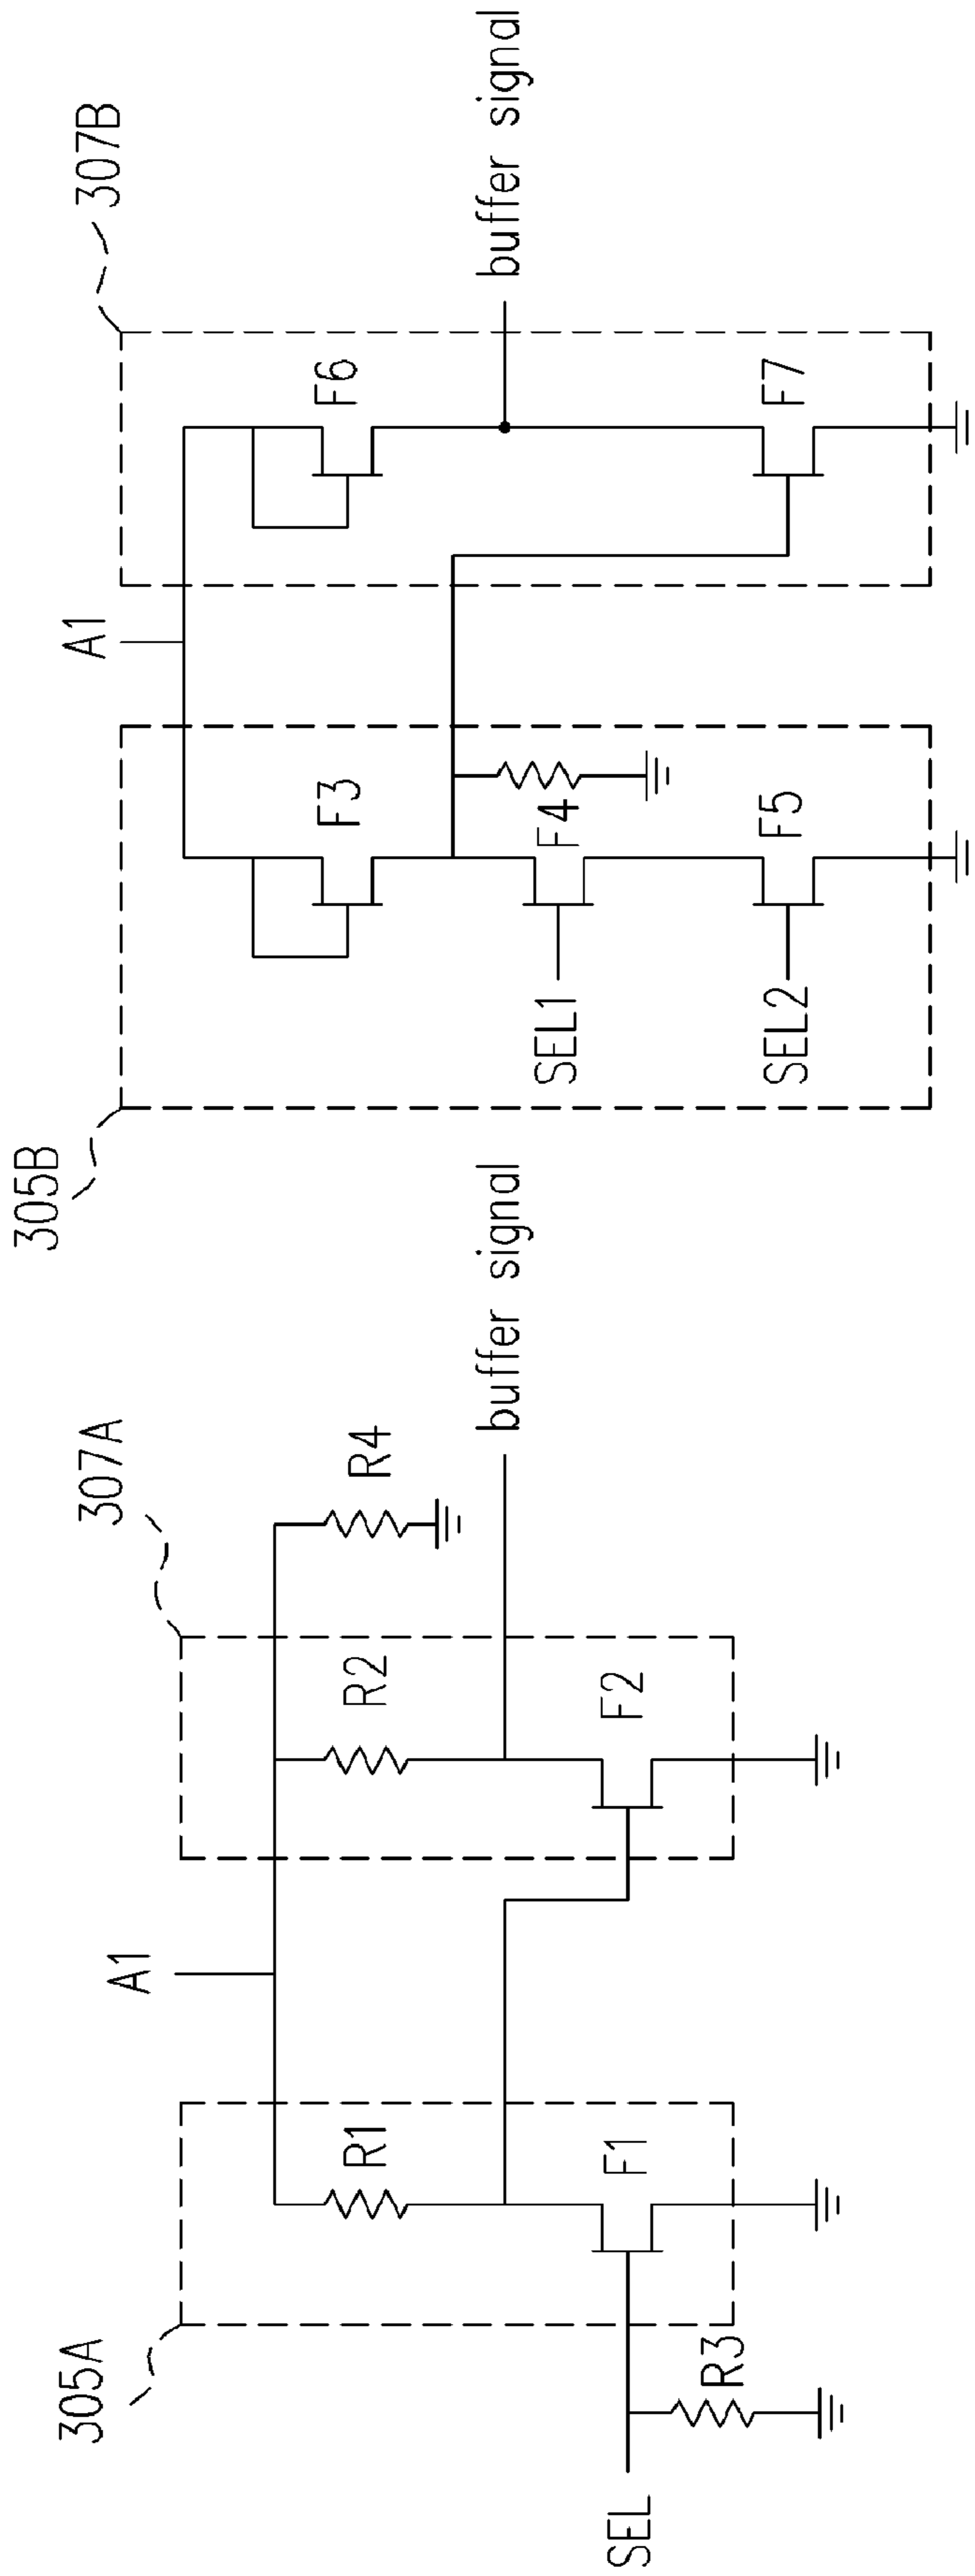 305A
SEL
R3
R1
F1
A1
307A
R2
F2
R4
buffer signal
305B
SEL1
SEL2
F3
F4
F5
A1
307B
F6
F7
buffer signal